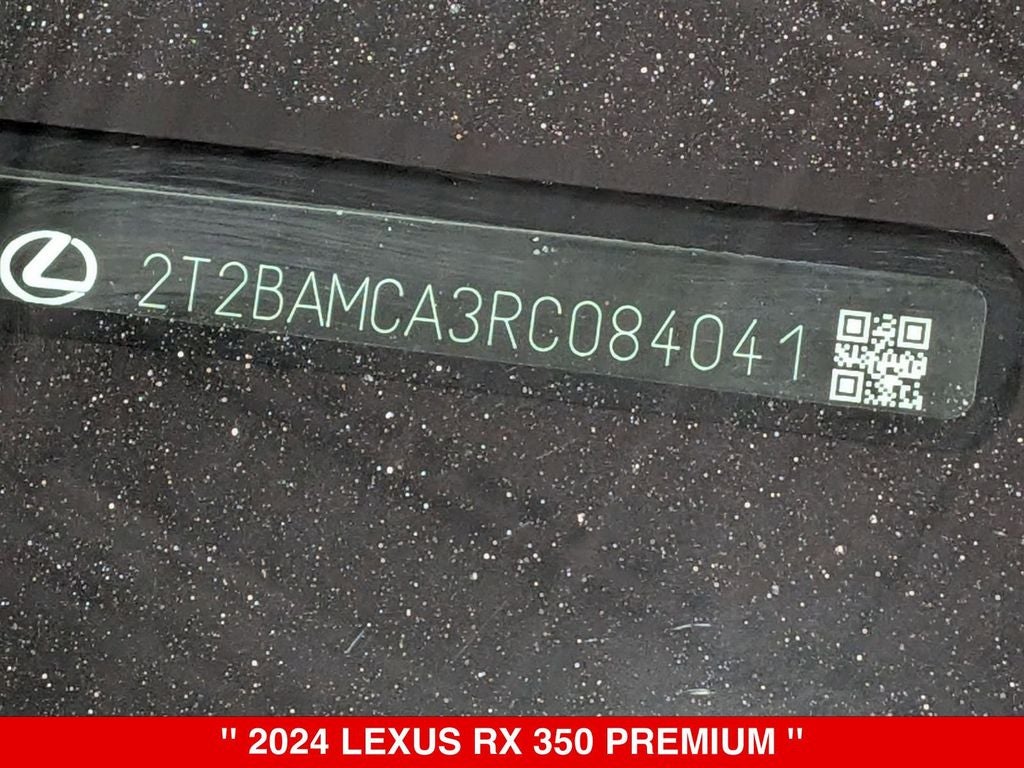 2T2BAMCA3RC084041
" 2024 LEXUS RX 350 PREMIUM "